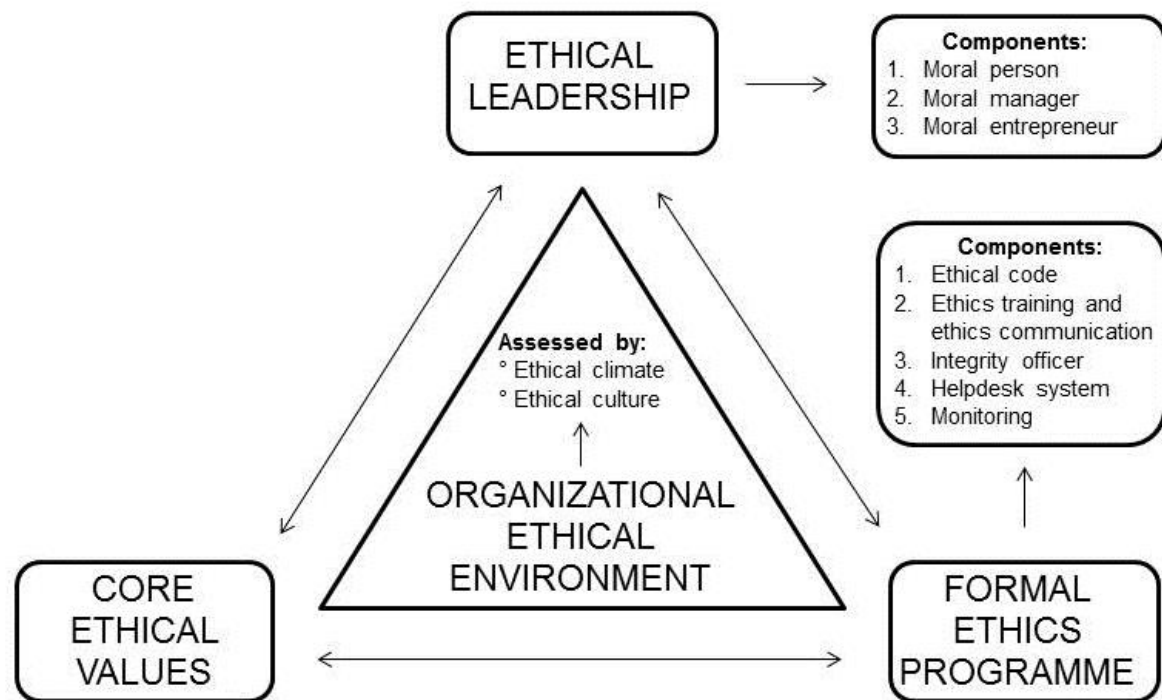 ETHICAL
LEADERSHIP
Components:
1. Moral person
2. Moral manager
3. Moral entrepreneur
Components:
1. Ethical code
2. Ethics training and
ethics communication
3. Integrity officer
4. Helpdesk system
5. Monitoring
Assessed by:
° Ethical climate
° Ethical culture
ORGANIZATIONAL
ETHICAL
ENVIRONMENT
CORE
ETHICAL
VALUES
FORMAL
ETHICS
PROGRAMME